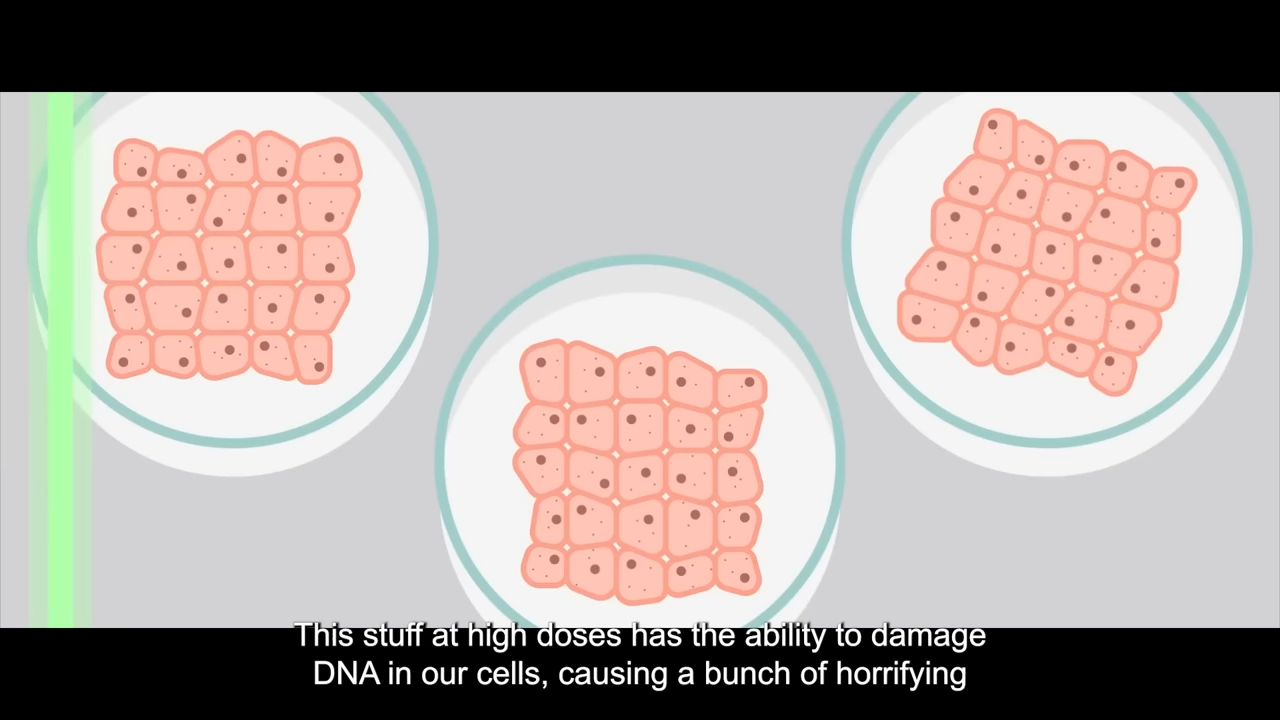 This stuff at high doses has the ability to damage
DNA in our cells, causing a bunch of horrifying